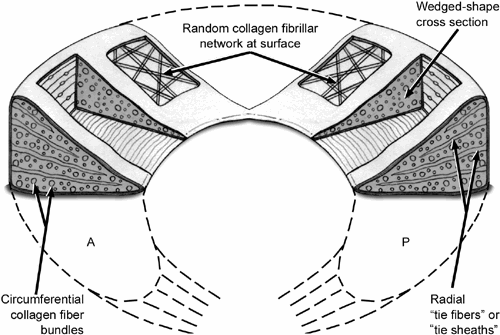 Wedged-shape
cross section
Random collagen fibrillar
network at surface
A
P
Circumferential
collagen fiber
bundles
Radial
“tie fibers” or
“tie sheaths”